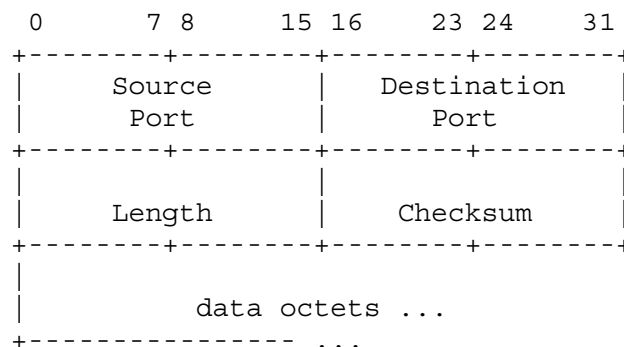 0      7 8     15 16    23 24    31
+--------+--------+--------+--------+
|     Source      |   Destination   |
|      Port       |      Port       |
+--------+--------+--------+--------+
|                 |                 |
|     Length      |    Checksum     |
+--------+--------+--------+--------+
|
|          data octets ...
+---------------- ...